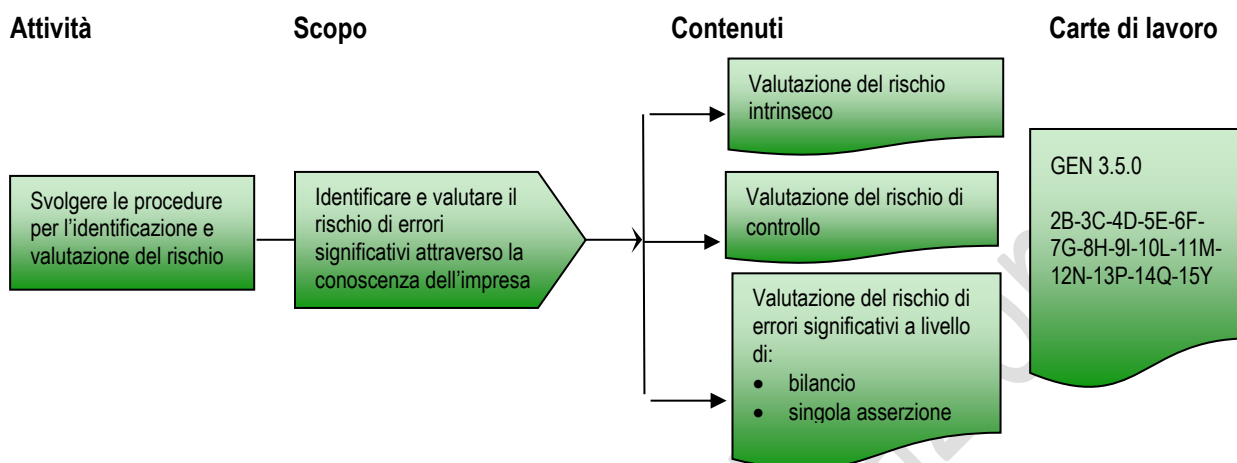 Attività
Scopo
Contenuti
Carte di lavoro
Svolgere le procedure
per l'identificazione e
valutazione del rischio
Identificare e valutare il
rischio di errori
significativi attraverso la
conoscenza dell'impresa
Valutazione del rischio
intrinseco
Valutazione del rischio di
controllo
Valutazione del rischio di
errori significativi a livello
di:
• bilancio
• singola asserzione
GEN 3.5.0
2B-3C-4D-5E-6F-
7G-8H-9I-10L-11M-
12N-13P-14Q-15Y